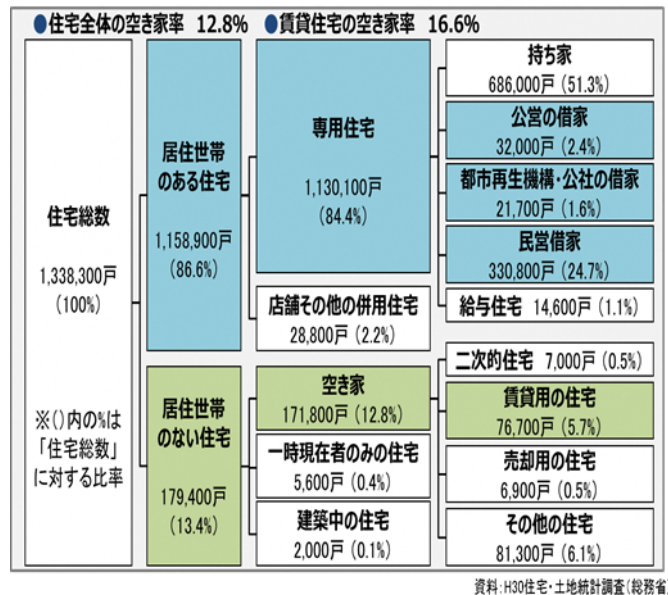 ●住宅全体の空き家率 12.8% ●賃貸住宅の空き家率 16.6%
住宅総数
1,338,300戸
(100%)
※()内の%は
「住宅総数」
に対する比率
居住世帯
のある住宅
1,158,900戸
(86.6%)
専用住宅
1,130,100戸
(84.4%)
持ち家
686,000戸(51.3%)
公営の借家
32,000戸(2.4%)
都市再生機構・公社の借家
21,700戸(1.6%)
民営借家
330,800戸(24.7%)
給与住宅 14,600戸(1.1%)
店舗その他の併用住宅
28,800戸(2.2%)
居住世帯
のない住宅
179,400戸
(13.4%)
空き家
171,800戸(12.8%)
二次的住宅 7,000戸(0.5%)
賃貸用の住宅
76,700戸(5.7%)
売却用の住宅
6,900戸(0.5%)
その他の住宅
81,300戸(6.1%)
一時現在者のみの住宅
5,600戸(0.4%)
建築中の住宅
2,000戸(0.1%)
資料:H30住宅・土地統計調査(総務省